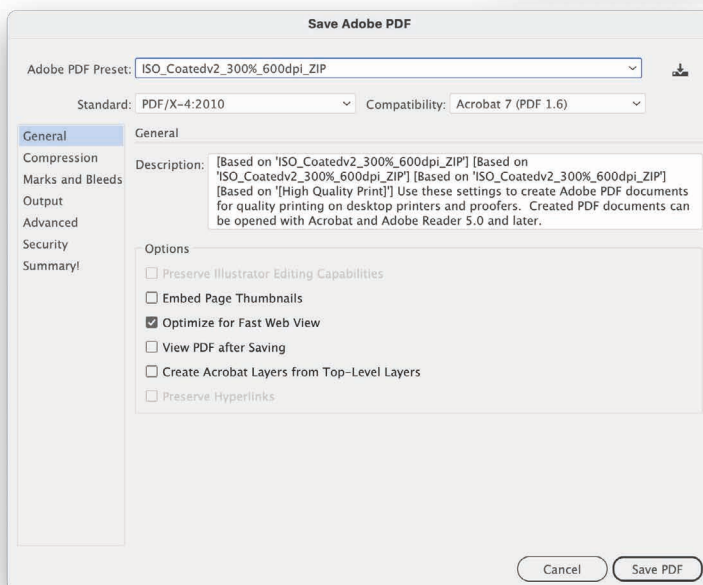 Save Adobe PDF
Adobe PDF Preset: ISO_Coatedv2_300%_600dpi_ZIP
Standard: PDF/X-4:2010 Compatibility: Acrobat 7 (PDF 1.6)
General
Compression
Marks and Bleeds
Output
Advanced
Security
Summary!
General
Description: [Based on 'ISO_Coatedv2_300%_600dpi_ZIP'] [Based on
'ISO_Coatedv2_300%_600dpi_ZIP'] [Based on 'ISO_Coatedv2_300%_600dpi_ZIP']
[Based on '[High Quality Print]'] Use these settings to create Adobe PDF documents
for quality printing on desktop printers and proofers. Created PDF documents can
be opened with Acrobat and Adobe Reader 5.0 and later.
Options
Preserve Illustrator Editing Capabilities
Embed Page Thumbnails
Optimize for Fast Web View
View PDF after Saving
Create Acrobat Layers from Top-Level Layers
Preserve Hyperlinks
Cancel Save PDF